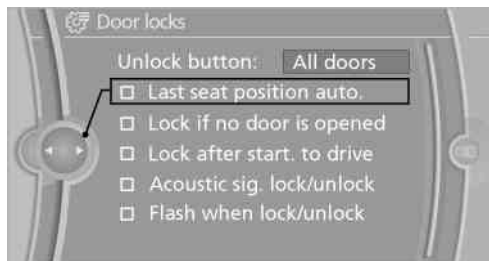 Door locks
Unlock button: All doors
Last seat position auto.
Lock if no door is opened
Lock after start. to drive
Acoustic sig. lock/unlock
Flash when lock/unlock